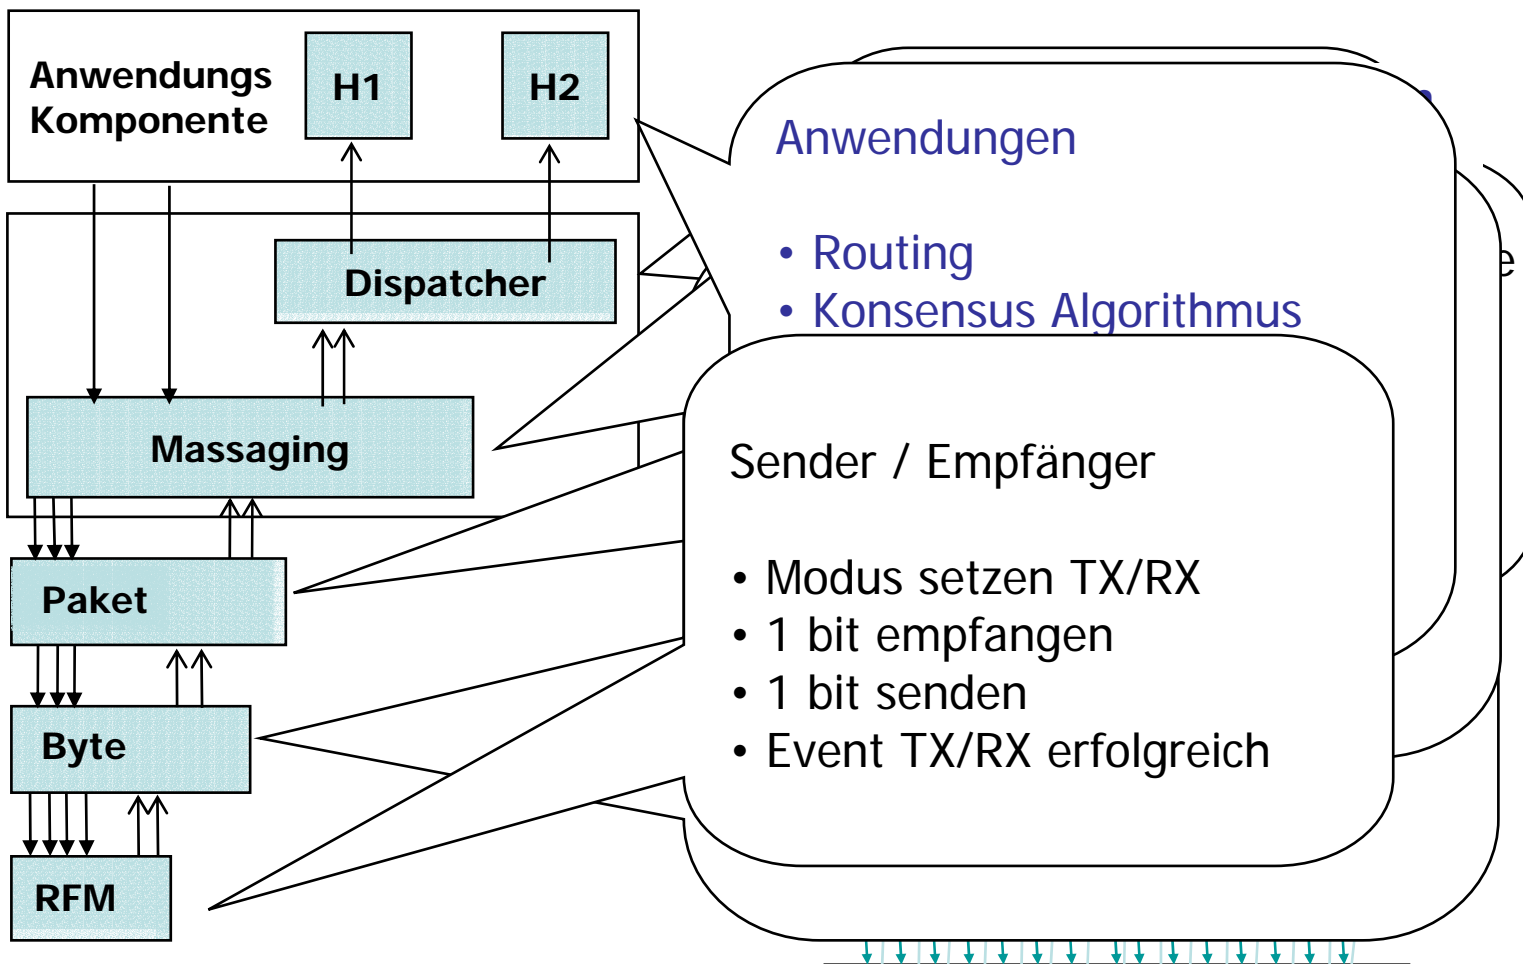 Anwendungs
Komponente
H1
H2
Dispatcher
Massaging
Paket
Byte
RFM
Anwendungen
• Routing
• Konsensus Algorithmus
Sender / Empfänger
• Modus setzen TX/RX
• 1 bit empfangen
• 1 bit senden
• Event TX/RX erfolgreich